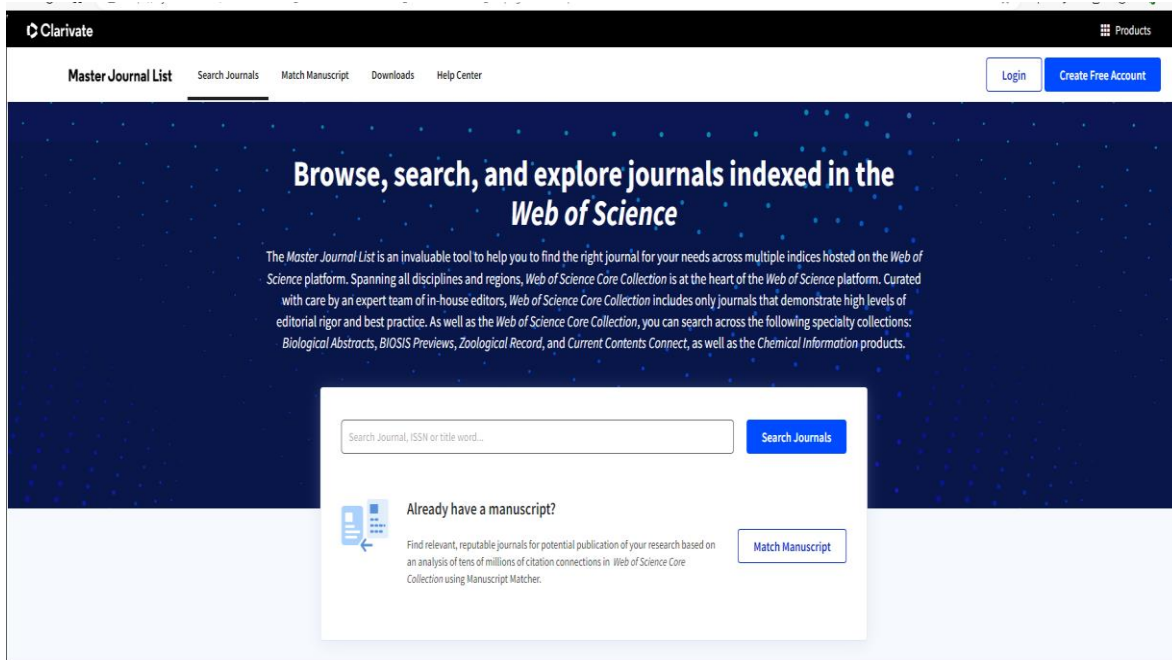 Clarivate
Products
Master Journal List
Search Journals
Match Manuscript
Downloads
Help Center
Login
Create Free Account
Browse, search, and explore journals indexed in the
Web of Science
The Master Journal List is an invaluable tool to help you to find the right journal for your needs across multiple indices hosted on the Web of
Science platform. Spanning all disciplines and regions, Web of Science Core Collection is at the heart of the Web of Science platform. Curated
with care by an expert team of in-house editors, Web of Science Core Collection includes only journals that demonstrate high levels of
editorial rigor and best practice. As well as the Web of Science Core Collection, you can search across the following specialty collections:
Biological Abstracts, BIOSIS Previews, Zoological Record, and Current Contents Connect, as well as the Chemical Information products.
Search Journal, ISSN or title word...
Search Journals
Already have a manuscript?
Find relevant, reputable journals for potential publication of your research based on
an analysis of tens of millions of citation connections in Web of Science Core
Collection using Manuscript Matcher.
Match Manuscript